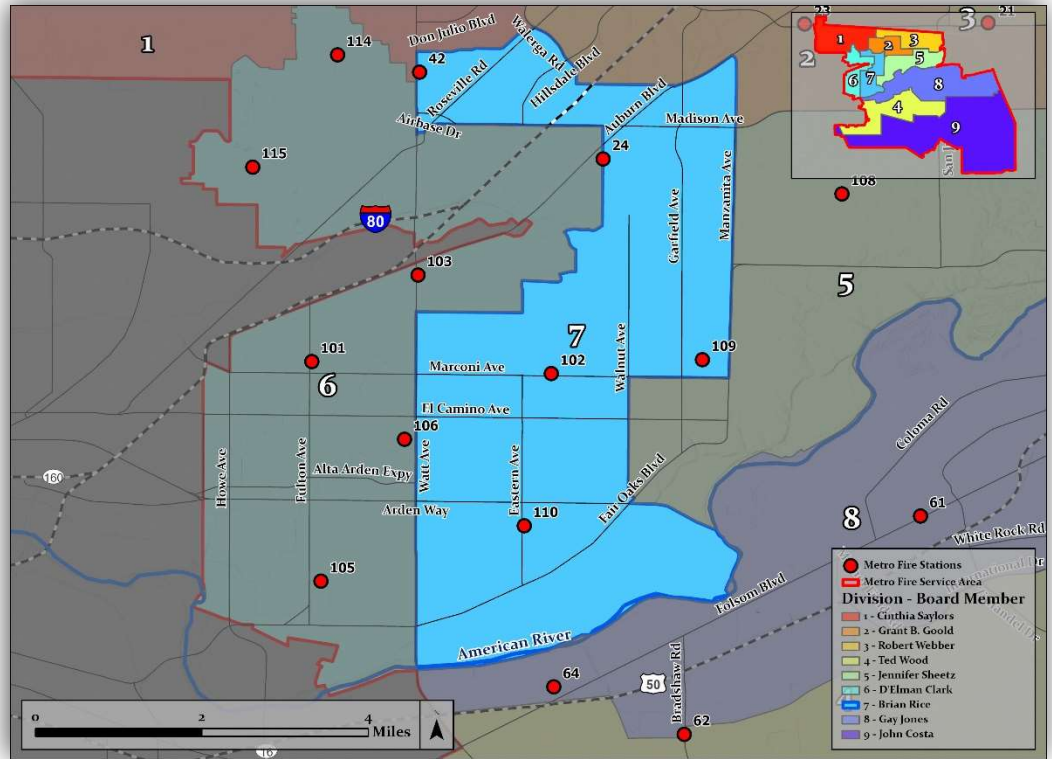 23
21
1
3
2
114
42
Don Julio Blvd
Walerga Rd
Hillsdale Blvd
Roseville Rd
Airbase Dr
Auburn Blvd
Madison Ave
24
115
108
80
Garfield Ave
Manzanita Ave
103
5
7
101
102
109
Marconi Ave
Walnut Ave
6
El Camino Ave
106
Coloma Rd
Howe Ave
Fulton Ave
Alta Arden Expy
Watt Ave
Eastern Ave
Fair Oaks Blvd
160
Arden Way
110
61
8
White Rock Rd
105
Folsom Blvd
American River
64
50
Bradshaw Rd
62
16
0 2 4
Miles
1
2
3
5
6
7
8
4
9
Metro Fire Stations
Metro Fire Service Area
Division - Board Member
1 - Cinthia Saylors
2 - Grant B. Goold
3 - Robert Webber
4 - Ted Wood
5 - Jennifer Sheetz
6 - D'Elman Clark
7 - Brian Rice
8 - Gay Jones
9 - John Costa